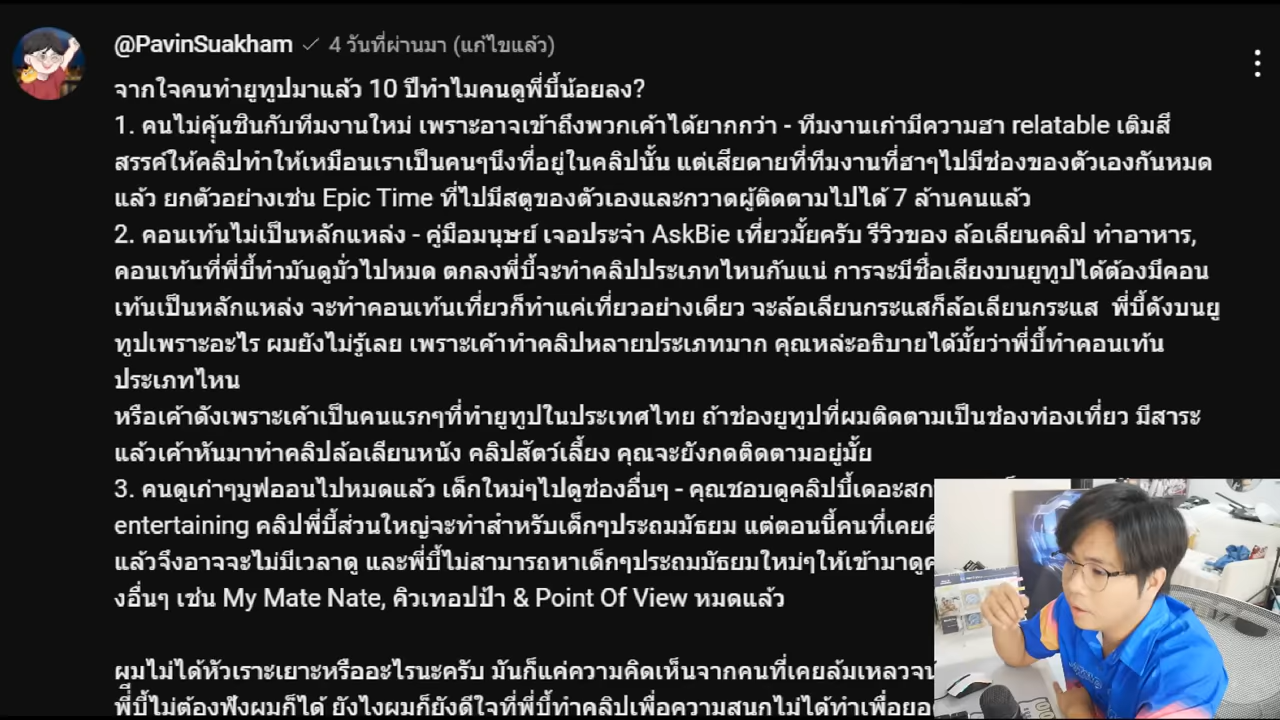 @PavinSuakham 4 วันที่ผ่านมา (แก้ไขแล้ว)
จากใจคนทำยูทูปมาแล้ว 10 ปีทำไมคนดูพี่บี้น้อยลง?
1. คนไม่คุ้นชินกับทีมงานใหม่ เพราะอาจเข้าถึงพวกเค้าได้ยากกว่า - ทีมงานเก่ามีความฮา relatable เติมสี
สรรค์ให้คลิปทำให้เหมือนเราเป็นคนๆนึงที่อยู่ในคลิปนั้น แต่เสียดายที่ทีมงานที่ฮาๆไปมีช่องของตัวเองกันหมด
แล้ว ยกตัวอย่างเช่น Epic Time ที่ไปมีสตูของตัวเองและกวาดผู้ติดตามไปได้ 7 ล้านคนแล้ว
2. คอนเท้นไม่เป็นหลักแหล่ง - คู่มือมนุษย์ เจอประจำ AskBie เที่ยวมั้ยครับ รีวิวของ ล้อเลียนคลิป ทำอาหาร,
คอนเท้นที่พี่บี้ทำมันดูมั่วไปหมด ตกลงพี่บี้จะทำคลิปประเภทไหนกันแน่ การจะมีชื่อเสียงบนยูทูปได้ต้องมีคอน
เท้นเป็นหลักแหล่ง จะทำคอนเท้นเที่ยวก็ทำแค่เที่ยวอย่างเดียว จะล้อเลียนกระแสก็ล้อเลียนกระแส พี่บี้ดังบนยู
ทูปเพราะอะไร ผมยังไม่รู้เลย เพราะเค้าทำคลิปหลายประเภทมาก คุณหล่ะอธิบายได้มั้ยว่าพี่บี้ทำคอนเท้น
ประเภทไหน
หรือเค้าดังเพราะเค้าเป็นคนแรกๆที่ทำยูทูปในประเทศไทย ถ้าช่องยูทูปที่ผมติดตามเป็นช่องท่องเที่ยว มีสาระ
แล้วเค้าหันมาทำคลิปล้อเลียนหนัง คลิปสัตว์เลี้ยง คุณจะยังกดติดตามอยู่มั้ย
3. คนดูเก่าๆมูฟออนไปหมดแล้ว เด็กใหม่ๆไปดูช่องอื่นๆ - คุณชอบดูคลิปบี้เดอะสก
entertaining คลิปพี่บี้ส่วนใหญ่จะทำสำหรับเด็กๆประถมมัธยม แต่ตอนนี้คนที่เคย
แล้วจึงอาจจะไม่มีเวลาดู และพี่บี้ไม่สามารถหาเด็กๆประถมมัธยมใหม่ๆให้เข้ามาดู
งอื่นๆ เช่น My Mate Nate, คิวเทอปป้า & Point Of View หมดแล้ว
ผมไม่ได้หัวเราะเยาะหรืออะไรนะครับ มันก็แค่ความคิดเห็นจากคนที่เคยล้มเหลวจน
พี่บี้ไม่ต้องฟังผมก็ได้ ยังไงผมก็ยังดีใจที่พี่บี้ทำคลิปเพื่อความสนุกไม่ได้ทำเพื่อยอ